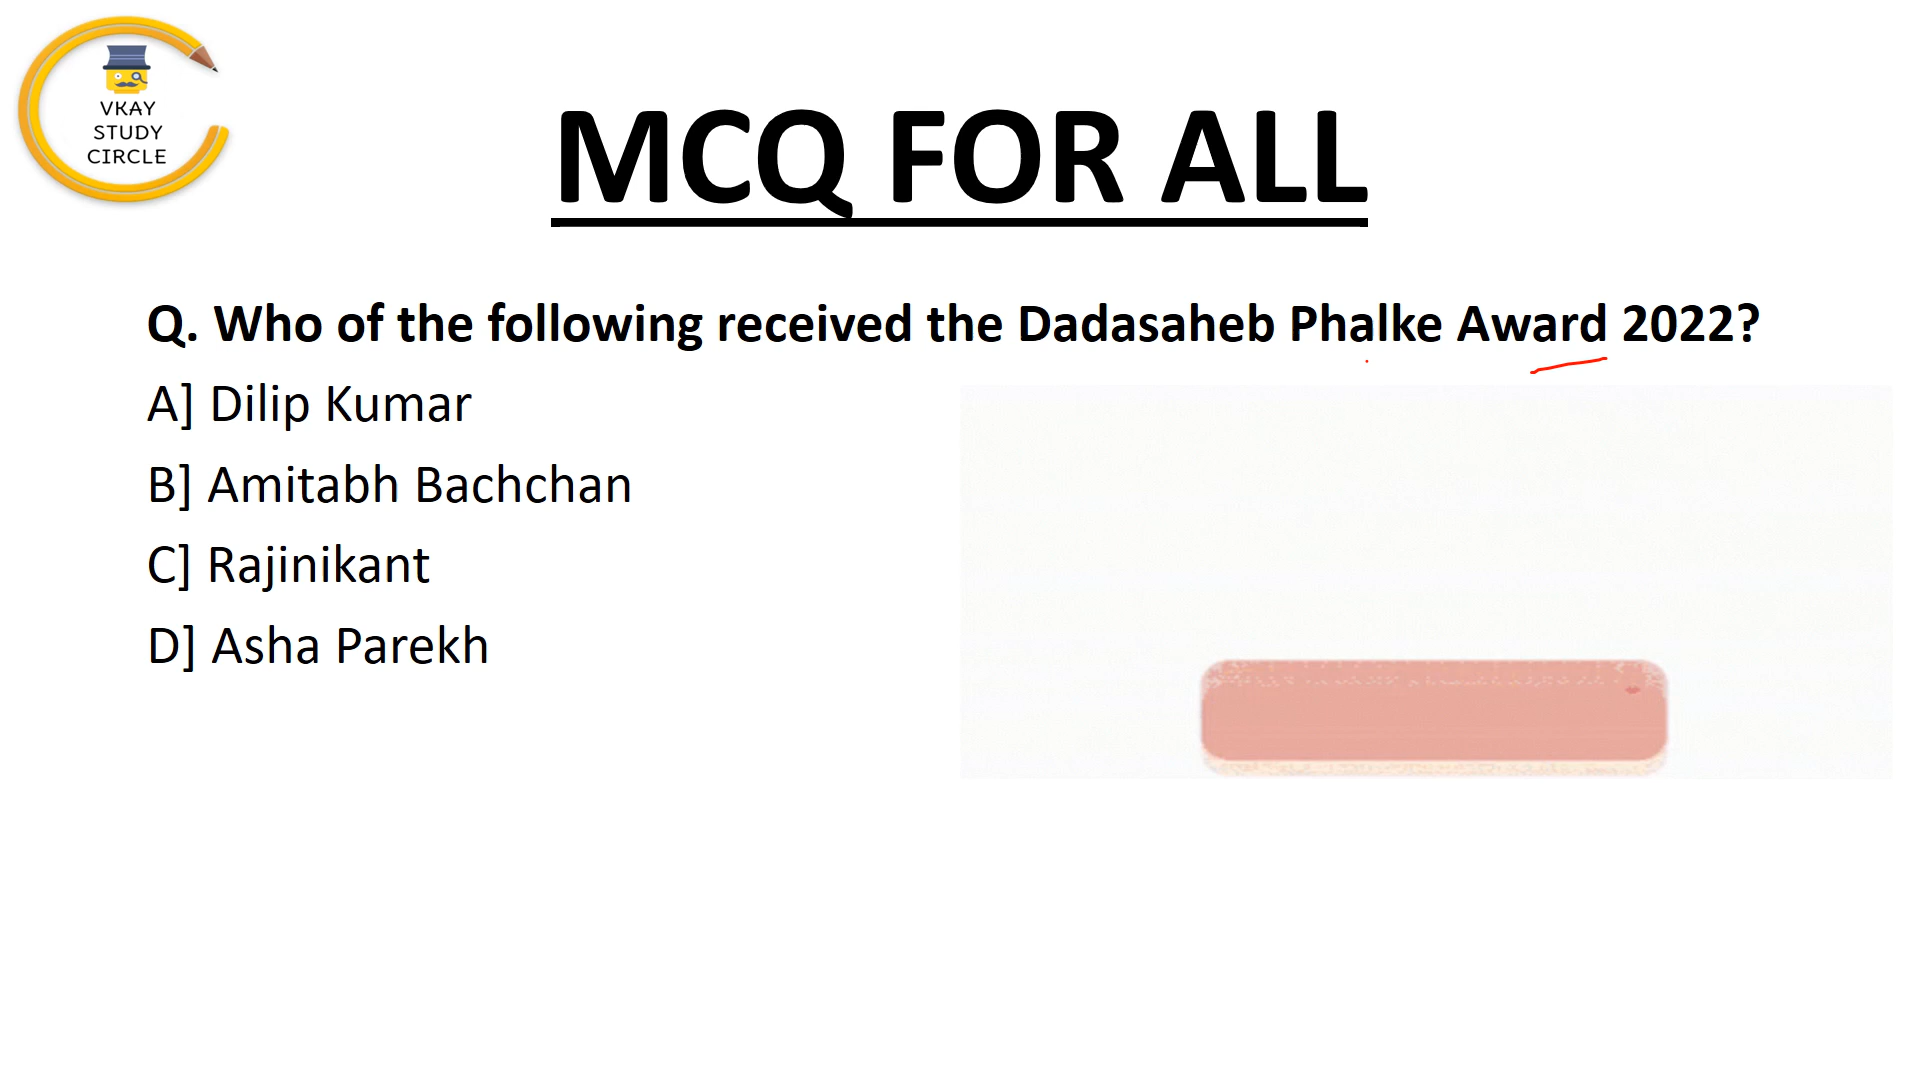 VKAY
STUDY
CIRCLE
MCQ FOR ALL
Q. Who of the following received the Dadasaheb Phalke Award 2022?
A] Dilip Kumar
B] Amitabh Bachchan
C] Rajinikant
D] Asha Parekh